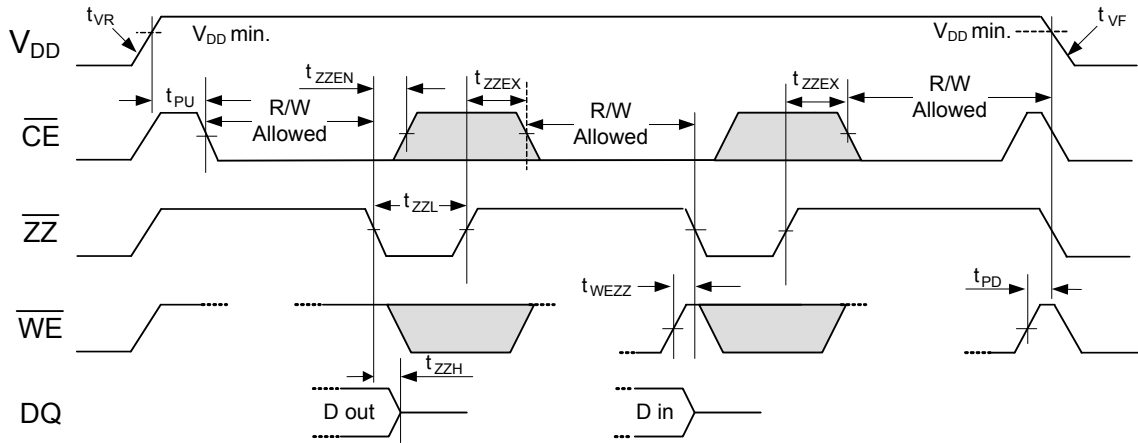 tVR
VDD
VDD min.
VDD min.
tVF
tPU
tZZEN
tZZEX
tZZEX
R/W
Allowed
R/W
Allowed
R/W
Allowed
CE
tZZL
ZZ
tWEZZ
tPD
WE
tZZH
DQ
D out
D in